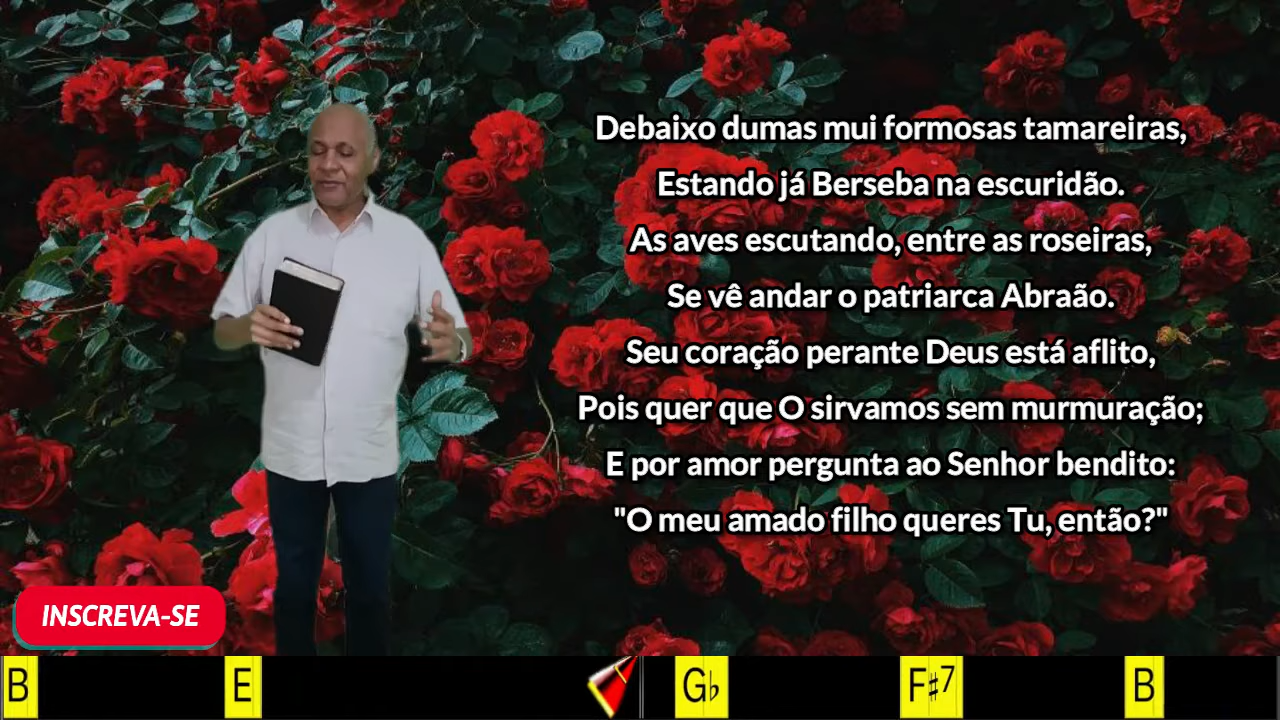 Debaixo dumas mui formosas tamareiras,
Estando já Berseba na escuridão.
As aves escutando, entre as roseiras,
Se vê andar o patriarca Abraão.
Seu coração perante Deus está aflito,
Pois quer que O sirvamos sem murmuração;
E por amor pergunta ao Senhor bendito:
"O meu amado filho queres Tu, então?"
INSCREVA-SE
B E G♭ F♯7 B